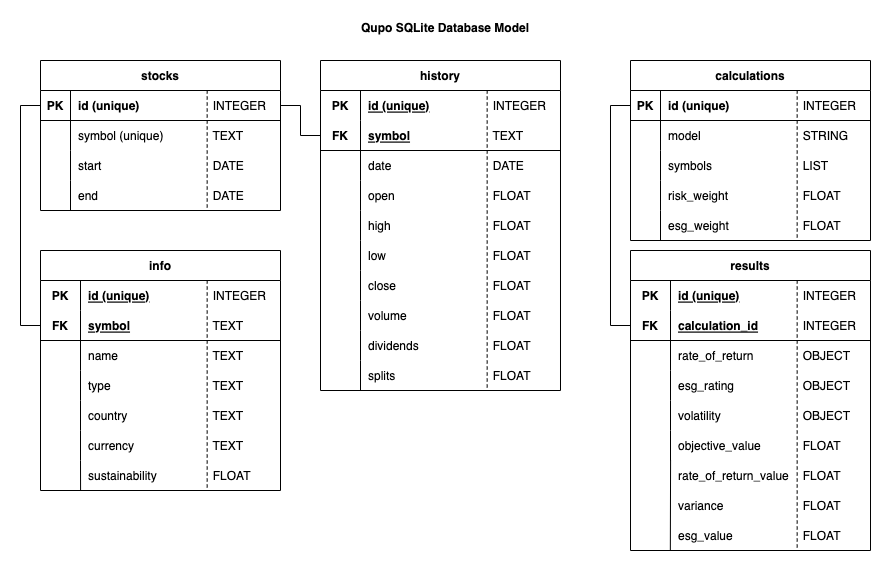 Qupo SQLite Database Model
stocks
PK id (unique) INTEGER
symbol (unique) TEXT
start DATE
end DATE
info
PK id (unique) INTEGER
FK symbol TEXT
name TEXT
type TEXT
country TEXT
currency TEXT
sustainability FLOAT
history
PK id (unique) INTEGER
FK symbol TEXT
date DATE
open FLOAT
high FLOAT
low FLOAT
close FLOAT
volume FLOAT
dividends FLOAT
splits FLOAT
calculations
PK id (unique) INTEGER
model STRING
symbols LIST
risk_weight FLOAT
esg_weight FLOAT
results
PK id (unique) INTEGER
FK calculation_id INTEGER
rate_of_return OBJECT
esg_rating OBJECT
volatility OBJECT
objective_value FLOAT
rate_of_return_value FLOAT
variance FLOAT
esg_value FLOAT